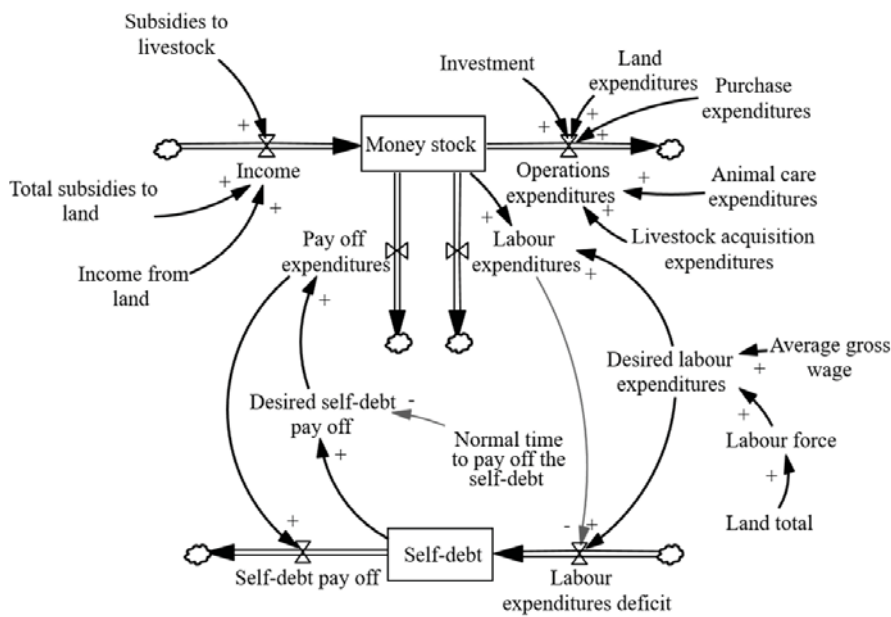 Subsidies to
livestock
Investment
Land
expenditures
Purchase
expenditures
+
+
+
+
Money stock
Income
Operations
expenditures
Total subsidies to
land
+
+
+
+
Animal care
expenditures
Income from
land
Pay off
expenditures
+
Labour
expenditures
Livestock acquisition
expenditures
+
+
Desired labour
expenditures
Average gross
wage
+
Desired self-debt
pay off
-
+
Labour force
Normal time
to pay off the
self-debt
+
+
Land total
+
-
+
Self-debt
Self-debt pay off
Labour
expenditures deficit